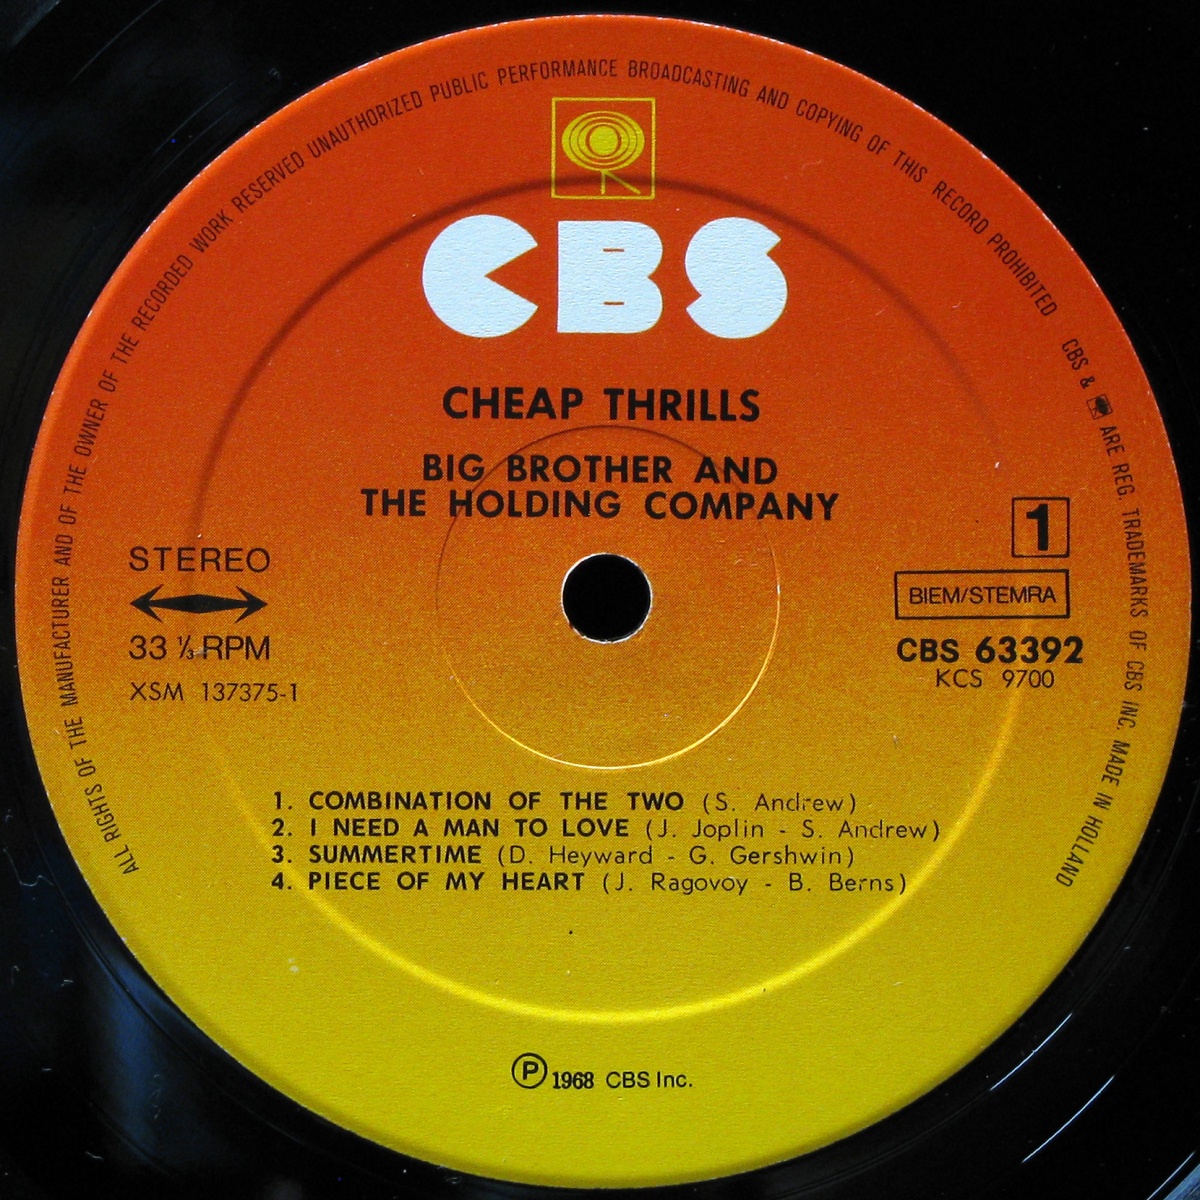 ALL RIGHTS OF THE MANUFACTURER AND OF THE OWNER OF THE RECORDED WORK RESERVED UNAUTHORIZED PUBLIC PERFORMANCE BROADCASTING AND COPYING OF THIS RECORD PROHIBITED CBS & ARE REG. TRADEMARKS OF CBS INC. MADE IN HOLLAND
CBS
CHEAP THRILLS
BIG BROTHER AND
THE HOLDING COMPANY
STEREO
33 ⅓ RPM
XSM 137375-1
1
BIEM/STEMRA
CBS 63392
KCS 9700
1. COMBINATION OF THE TWO (S. Andrew)
2. I NEED A MAN TO LOVE (J. Joplin - S. Andrew)
3. SUMMERTIME (D. Heyward - G. Gershwin)
4. PIECE OF MY HEART (J. Ragovoy - B. Berns)
Ⓟ 1968 CBS Inc.